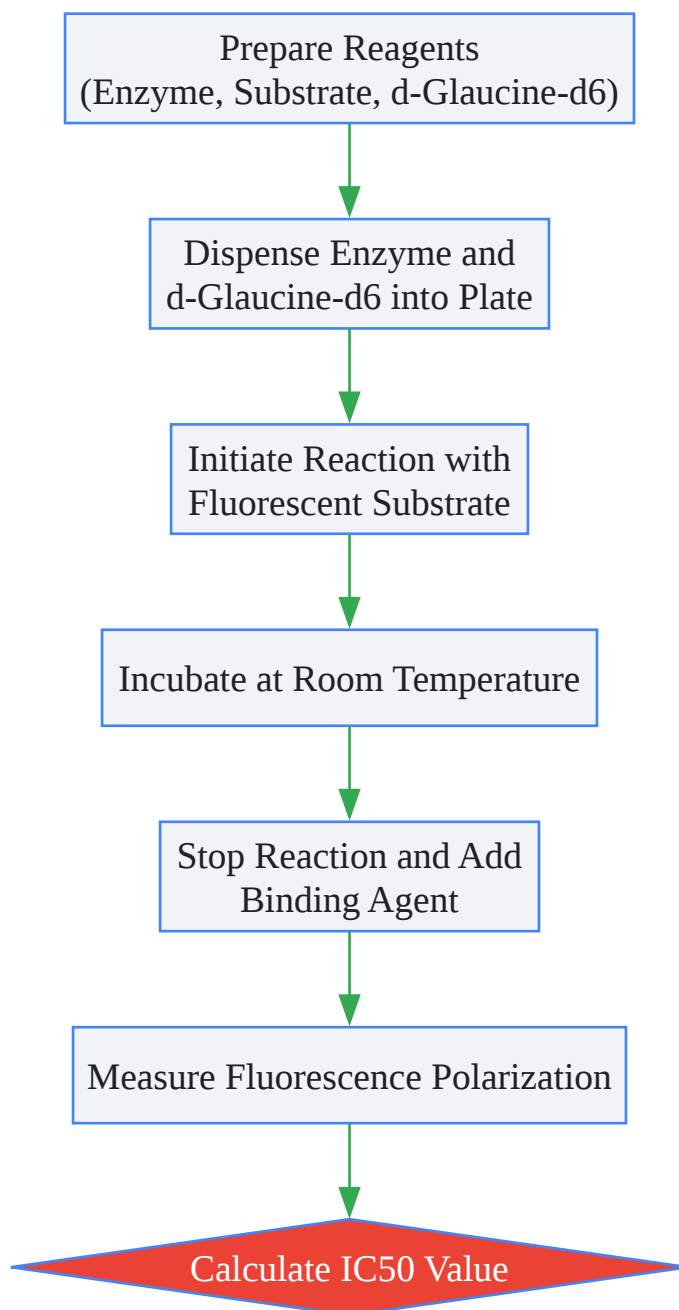 Prepare Reagents
(Enzyme, Substrate, d-Glaucine-d6)
Dispense Enzyme and
d-Glaucine-d6 into Plate
Initiate Reaction with
Fluorescent Substrate
Incubate at Room Temperature
Stop Reaction and Add
Binding Agent
Measure Fluorescence Polarization
Calculate IC50 Value